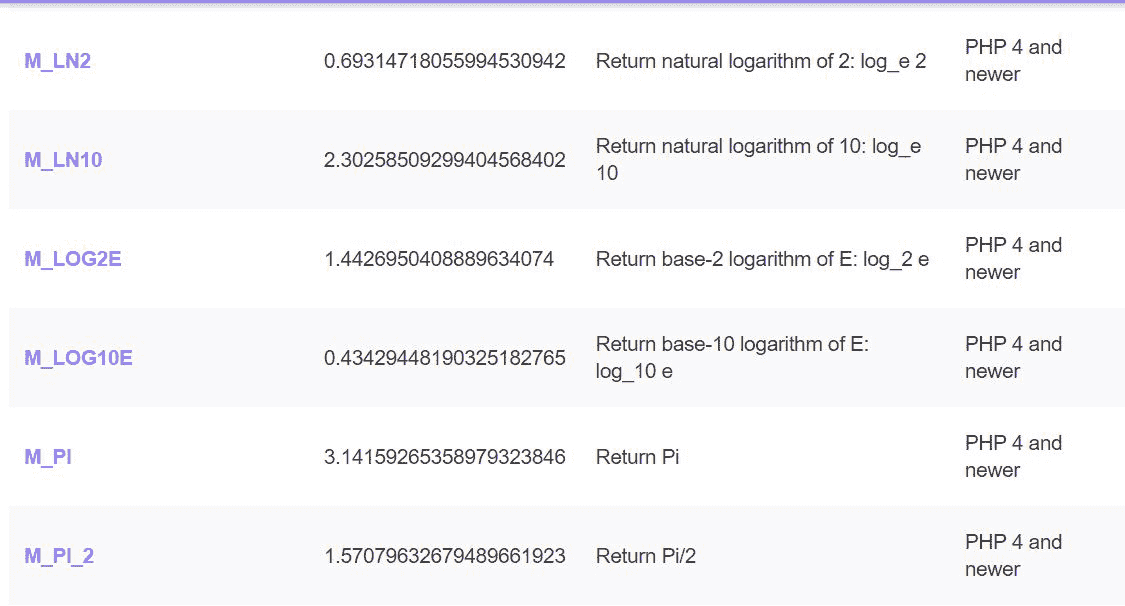 M_LN2 0.69314718055994530942 Return natural logarithm of 2: log_e 2 PHP 4 and
newer
M_LN10 2.30258509299404568402 Return natural logarithm of 10: log_e PHP 4 and
10 newer
M_LOG2E 1.4426950408889634074 Return base-2 logarithm of E: log_2 e PHP 4 and
newer
M_LOG10E 0.43429448190325182765 Return base-10 logarithm of E: PHP 4 and
log_10 e newer
M_PI 3.14159265358979323846 Return Pi PHP 4 and
newer
M_PI_2 1.57079632679489661923 Return Pi/2 PHP 4 and
newer